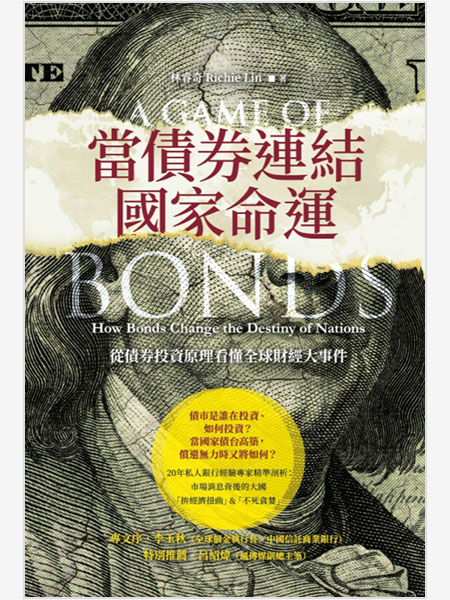 TE
林睿奇 Richie Lin ■ 著
A GAME OF
當債券連結
國家命運
BONDS
How Bonds Change the Destiny of Nations
從債券投資原理看懂全球財經大事件
債市是誰在投資、
如何投資？
當國家債台高築，
償還無力時又將如何？
20年私人銀行經驗專家精準剖析：
市場消息背後的大國
「拚經濟扭曲」&「不死貪婪」
專文序．李玉秋（全球個金執行長／中國信託商業銀行）
特別推薦．呂紹煒（風傳媒副總主筆）